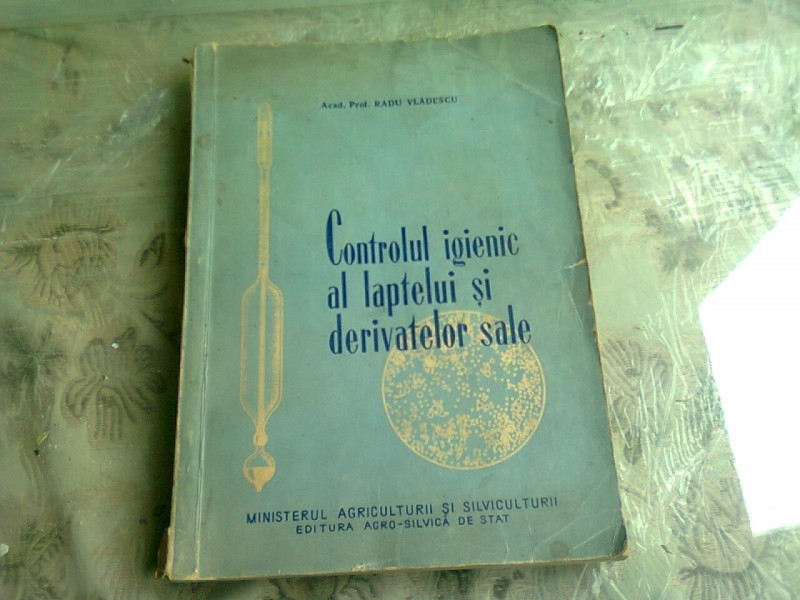 Acad. Prof. RADU VLĂDESCU
Controlul igienic
al laptelui și
derivatelor sale
MINISTERUL AGRICULTURII ȘI SILVICULTURII
EDITURA AGRO-SILVICĂ DE STAT